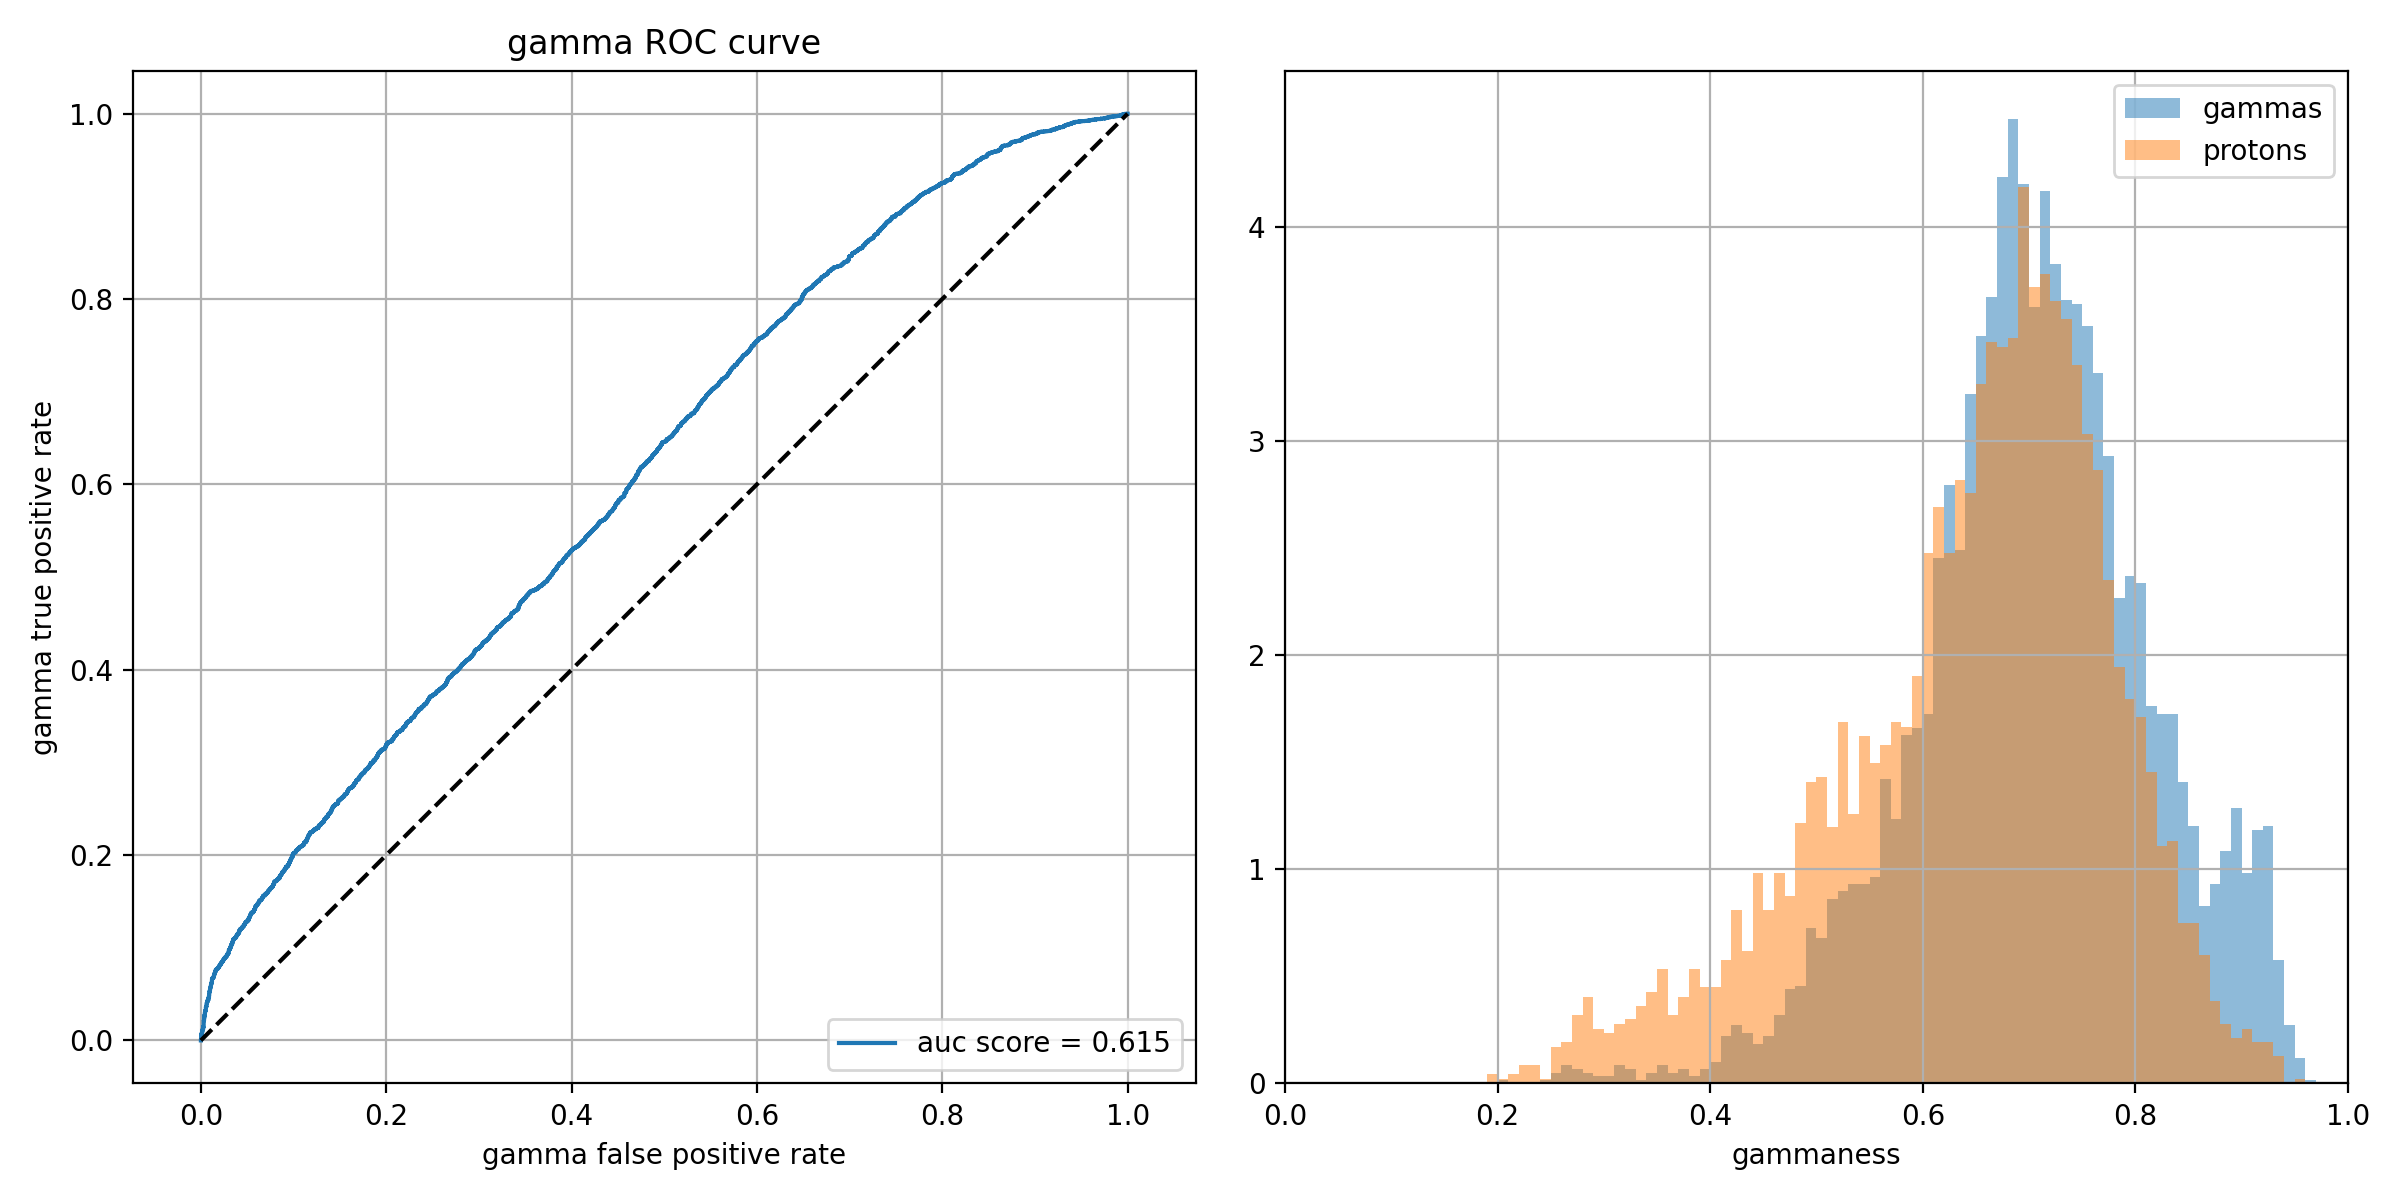 gamma ROC curve
gamma true positive rate
1.0
0.8
0.6
0.4
0.2
0.0
auc score = 0.615
0.0 0.2 0.4 0.6 0.8 1.0
gamma false positive rate
gammas
protons
4
3
2
1
0
0.0 0.2 0.4 0.6 0.8 1.0
gammaness